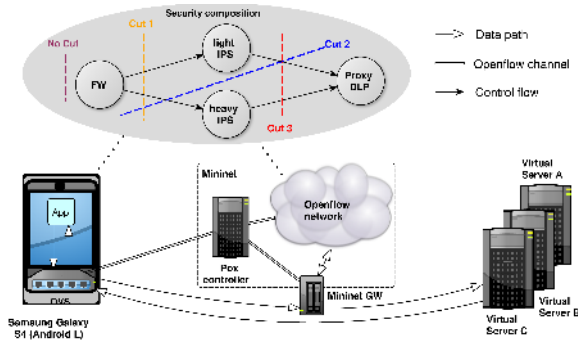 Security composition
Cut 1
No Cut
light
IPS
Cut 2
FW
Proxy
DLP
heavy
IPS
Cut 3
Data path
Openflow channel
Control flow
Mininet
App
Openflow
network
Virtual
Server A
Pox
controller
Mininet GW
OVS
Virtual
Server B
Virtual
Server C
Samsung Galaxy
S4 (Android L)